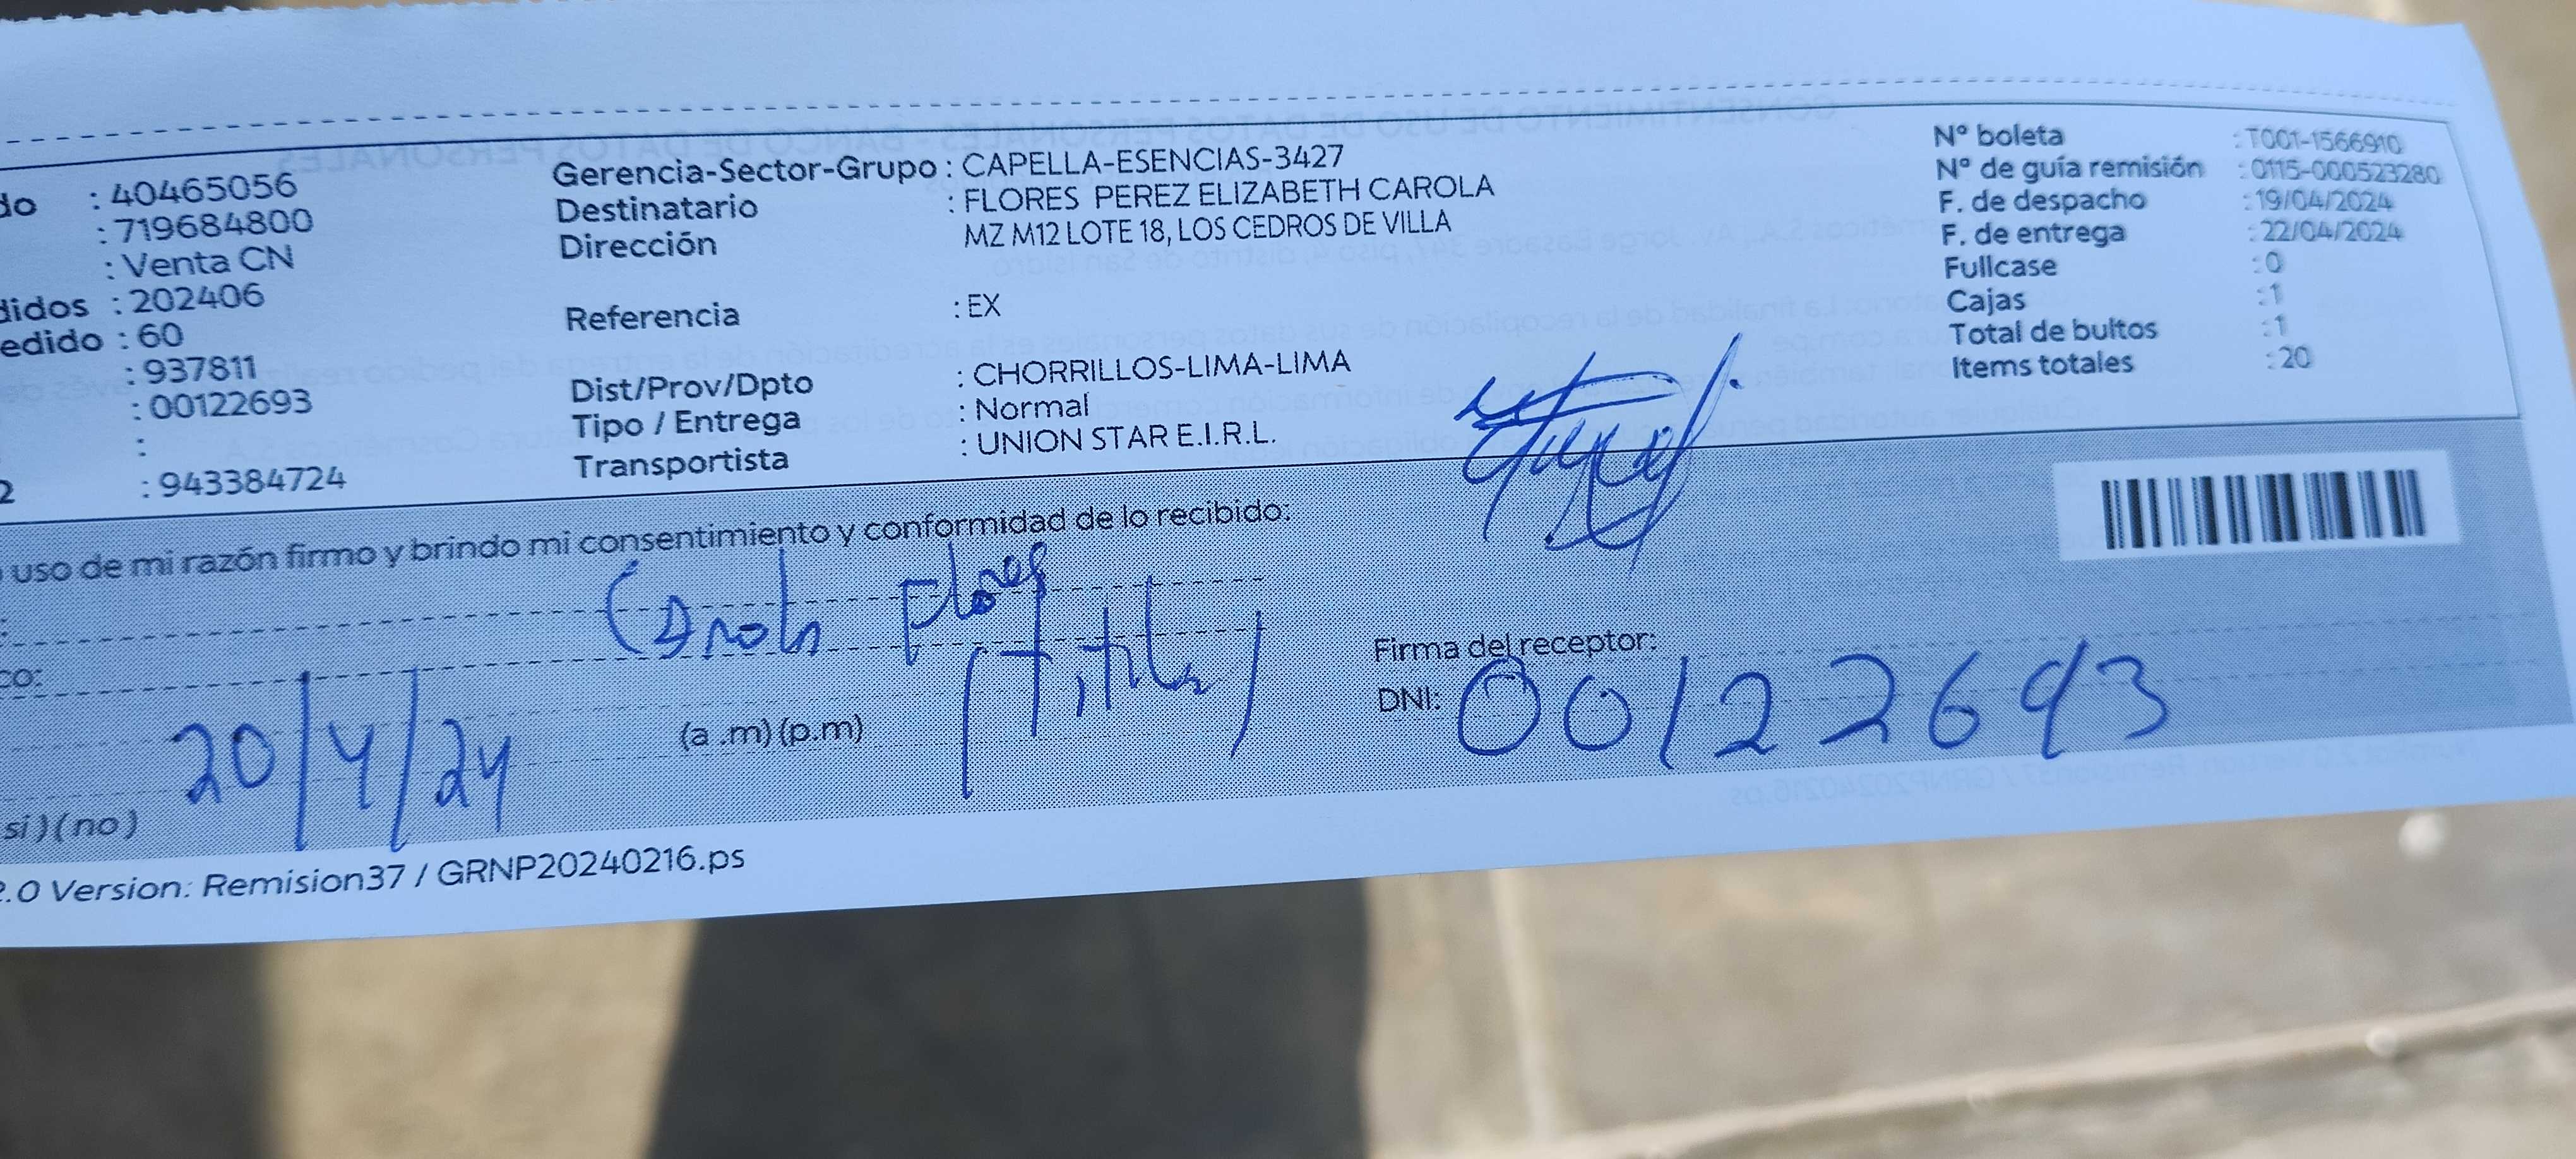 do : 40465056
: 719684800
: Venta CN
didos : 202406
edido : 60
: 937811
: 00122693
:
2 : 943384724
Gerencia-Sector-Grupo : CAPELLA-ESENCIAS-3427
Destinatario : FLORES PEREZ ELIZABETH CAROLA
Dirección MZ M12 LOTE 18, LOS CEDROS DE VILLA
Referencia : EX
Dist/Prov/Dpto : CHORRILLOS-LIMA-LIMA
Tipo / Entrega : Normal
Transportista : UNION STAR E.I.R.L.
Nº boleta : T001-1566910
Nº de guía remisión : 0115-000523280
F. de despacho : 19/04/2024
F. de entrega : 22/04/2024
Fullcase : 0
Cajas : 1
Total de bultos : 1
Items totales : 20
uso de mi razón firmo y brindo mi consentimiento y conformidad de lo recibido:
Carola Flores
(Titular)
co:
20/4/24 (a .m) (p.m)
Firma del receptor:
DNI: 00122693
si) (no)
2.0 Version: Remision37 / GRNP20240216.ps